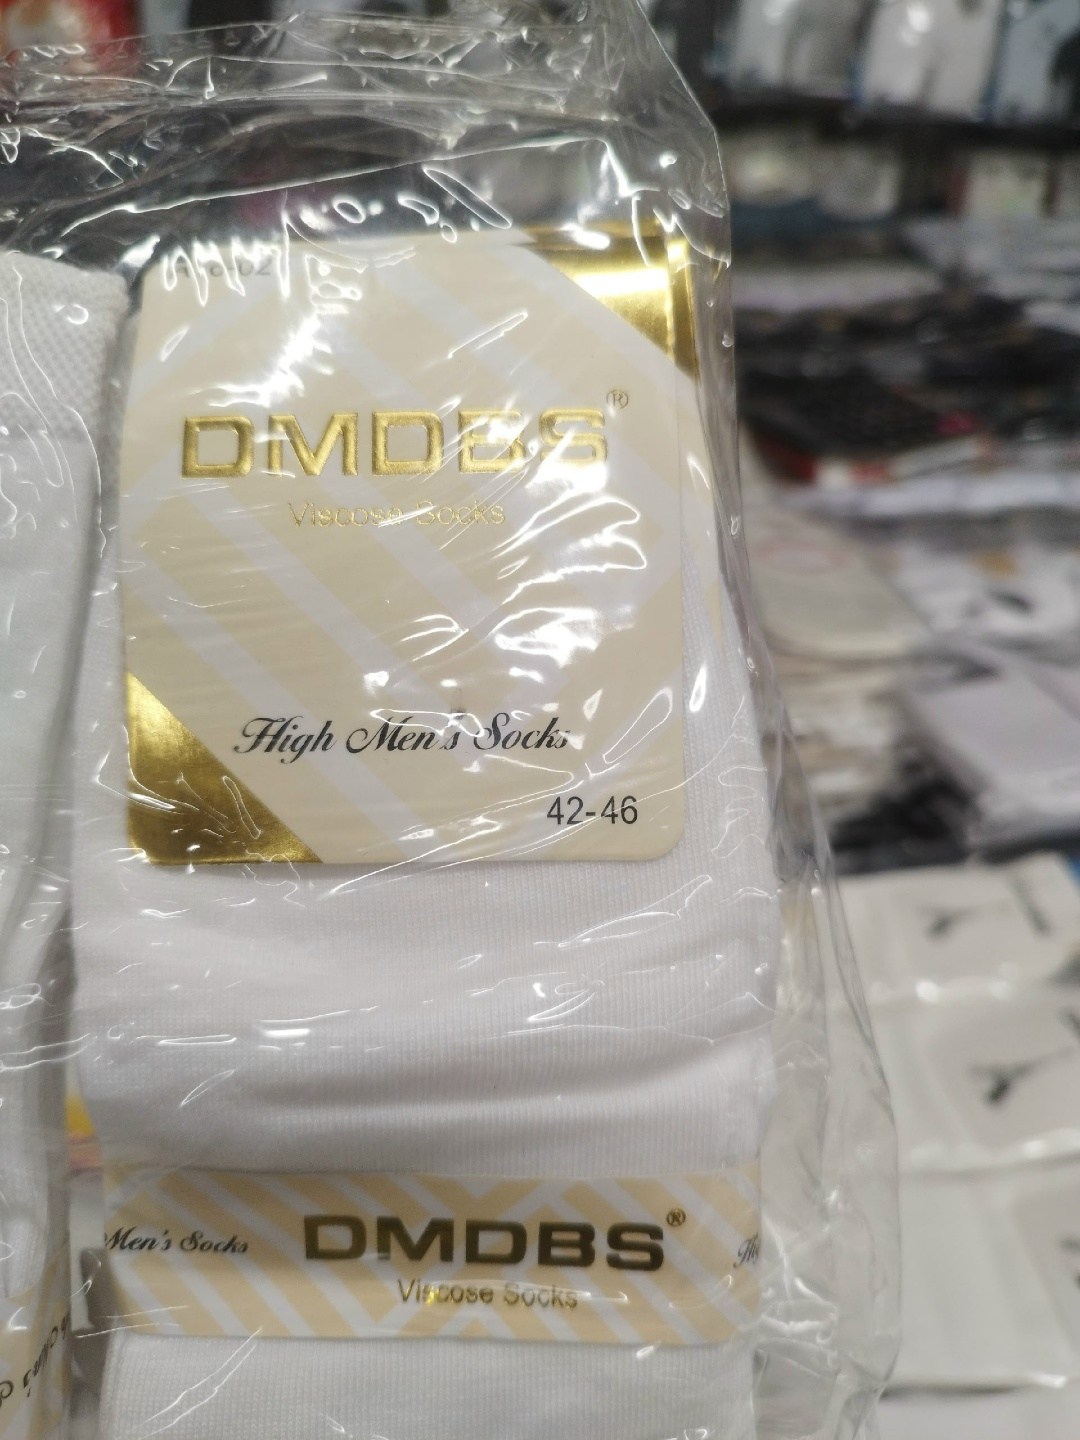 DMDBS®
Viscose Socks
High Men's Socks
42-46
Men's Socks
DMDBS®
Viscose Socks